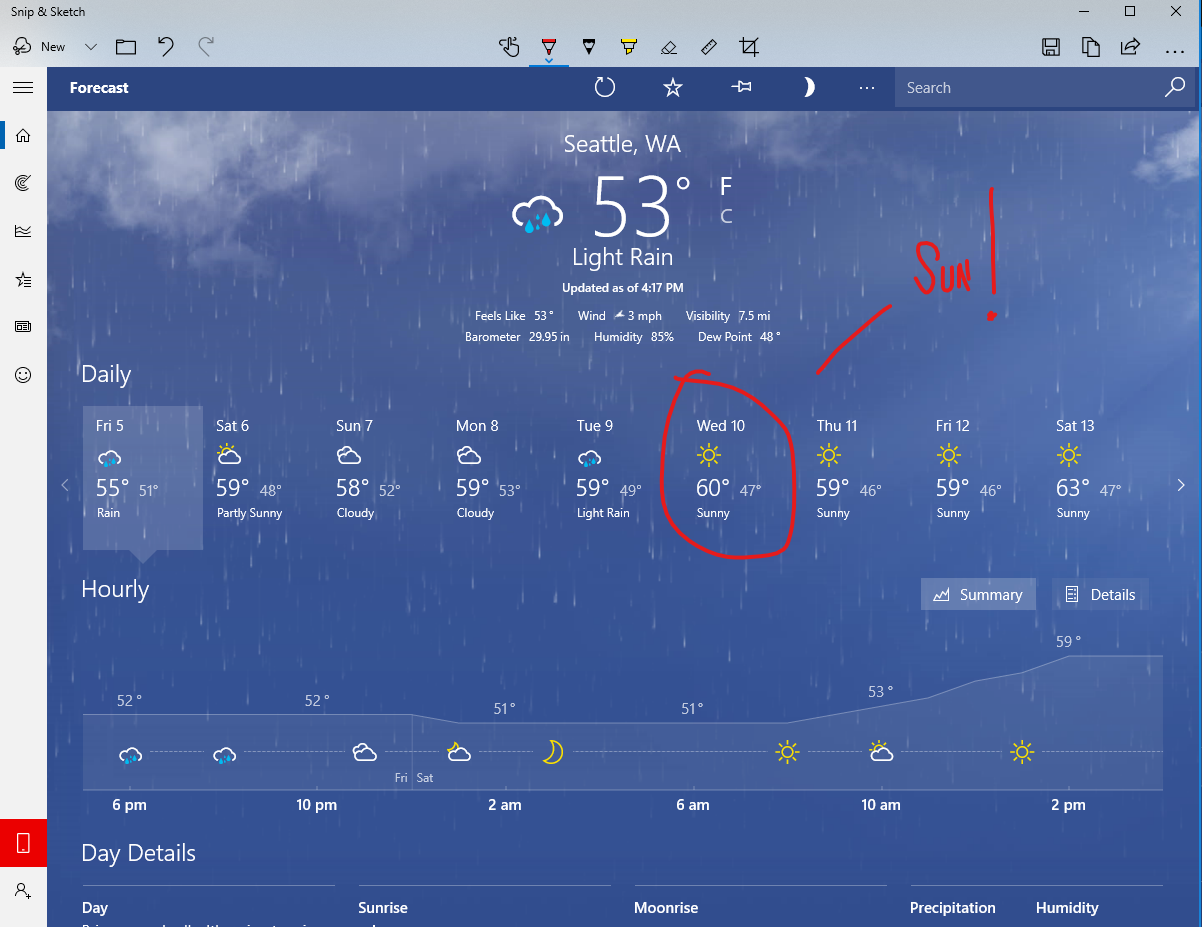 Snip & Sketch
New
Forecast
Search
Seattle, WA
53° F
C
Light Rain
Updated as of 4:17 PM
Feels Like 53° Wind 3 mph Visibility 7.5 mi
Barometer 29.95 in Humidity 85% Dew Point 48°
Sun!
Daily
Fri 5
55° 51°
Rain
Sat 6
59° 48°
Partly Sunny
Sun 7
58° 52°
Cloudy
Mon 8
59° 53°
Cloudy
Tue 9
59° 49°
Light Rain
Wed 10
60° 47°
Sunny
Thu 11
59° 46°
Sunny
Fri 12
59° 46°
Sunny
Sat 13
63° 47°
Sunny
Hourly
Summary Details
52° 52° 51° 51° 53° 59°
Fri Sat
6 pm 10 pm 2 am 6 am 10 am 2 pm
Day Details
Day Sunrise Moonrise Precipitation Humidity